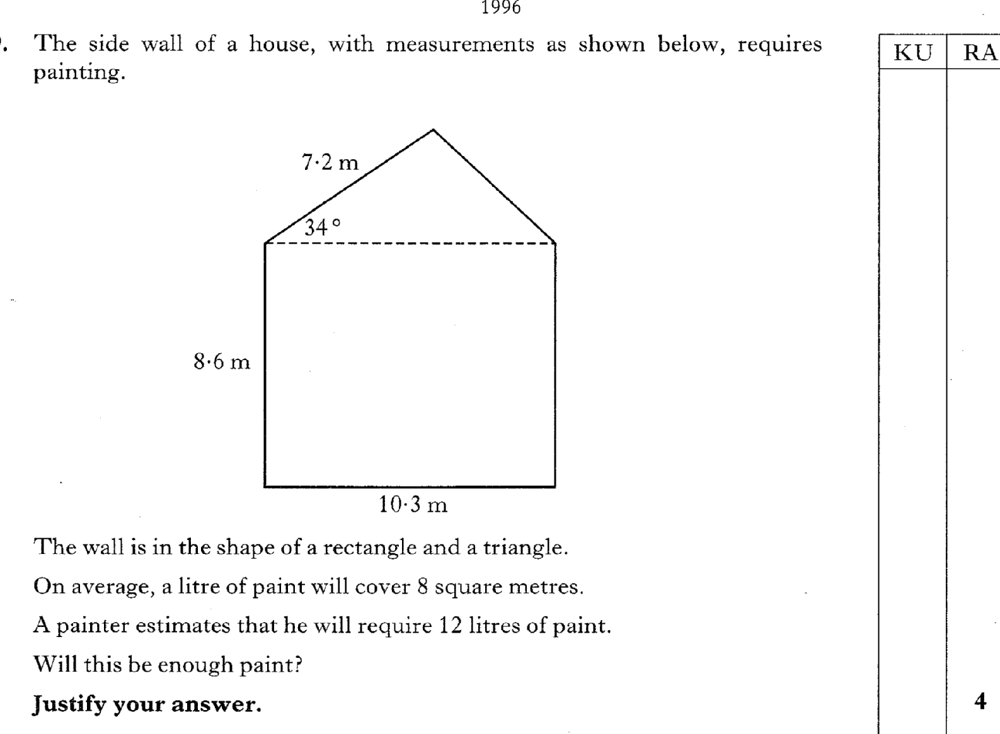 1996
. The side wall of a house, with measurements as shown below, requires
painting.
KU RA
7·2 m
34°
8·6 m
10·3 m
The wall is in the shape of a rectangle and a triangle.
On average, a litre of paint will cover 8 square metres.
A painter estimates that he will require 12 litres of paint.
Will this be enough paint?
Justify your answer.
4